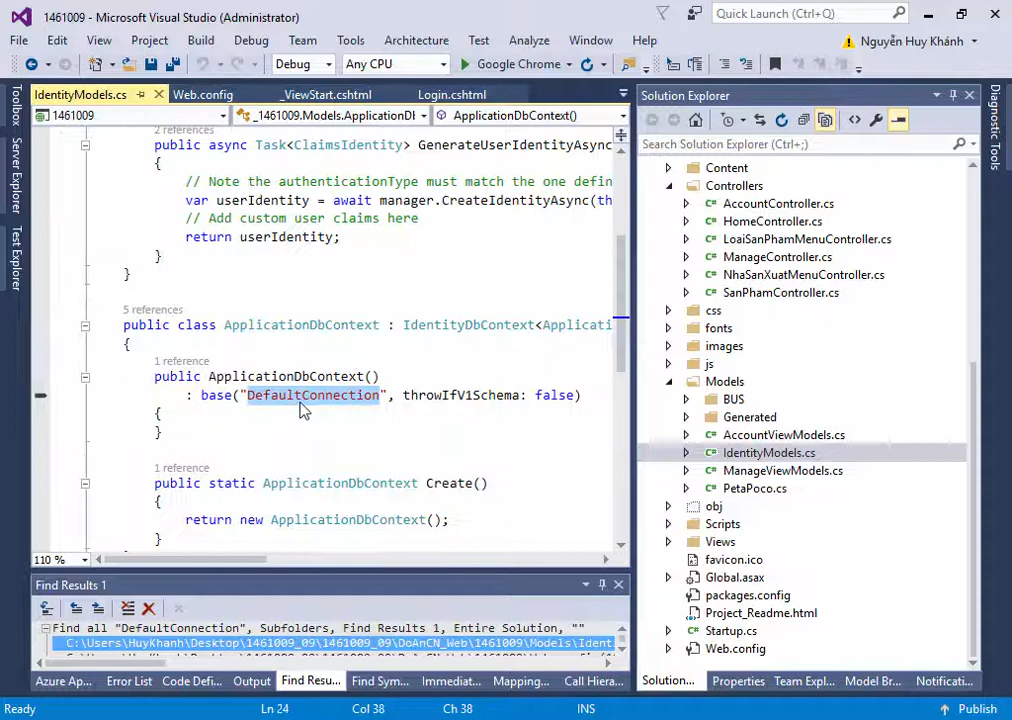 1461009 - Microsoft Visual Studio (Administrator)
Quick Launch (Ctrl+Q)
File Edit View Project Build Debug Team Tools Architecture Test Analyze Window Help
Nguyễn Huy Khánh
Debug Any CPU Google Chrome
Toolbox
Server Explorer
Test Explorer
IdentityModels.cs Web.config _ViewStart.cshtml Login.cshtml
1461009 _1461009.Models.ApplicationDb ApplicationDbContext()
2 references
public async Task<ClaimsIdentity> GenerateUserIdentityAsync
{
// Note the authenticationType must match the one defin
var userIdentity = await manager.CreateIdentityAsync(th
// Add custom user claims here
return userIdentity;
}
}
5 references
public class ApplicationDbContext : IdentityDbContext<Applicati
{
1 reference
public ApplicationDbContext()
: base("DefaultConnection", throwIfV1Schema: false)
{
}
1 reference
public static ApplicationDbContext Create()
{
return new ApplicationDbContext();
}
110 %
Find Results 1
Find all "DefaultConnection", Subfolders, Find Results 1, Entire Solution, ""
C:\Users\HuyKhanh\Desktop\1461009_09\1461009_09\DoAnCN_Web\1461009\Models\Ident
Azure Ap... Error List Code Defi... Output Find Resu... Find Sym... Immediat... Mapping... Call Hiera...
Solution Explorer
Search Solution Explorer (Ctrl+;)
Content
Controllers
AccountController.cs
HomeController.cs
LoaiSanPhamMenuController.cs
ManageController.cs
NhaSanXuatMenuController.cs
SanPhamController.cs
css
fonts
images
js
Models
BUS
Generated
AccountViewModels.cs
IdentityModels.cs
ManageViewModels.cs
PetaPoco.cs
obj
Scripts
Views
favicon.ico
Global.asax
packages.config
Project_Readme.html
Startup.cs
Web.config
Solution... Properties Team Expl... Model Br... Notificati...
Diagnostic Tools
Ready Ln 24 Col 38 Ch 38 INS Publish